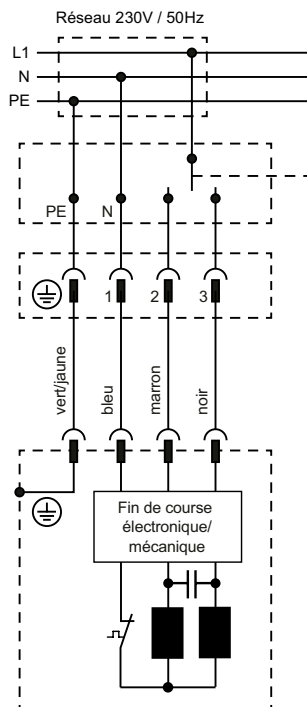 Réseau 230V / 50Hz
L1
N
PE
PE
N
1
2
3
vert/jaune
bleu
marron
noir
Fin de course
électronique/
mécanique